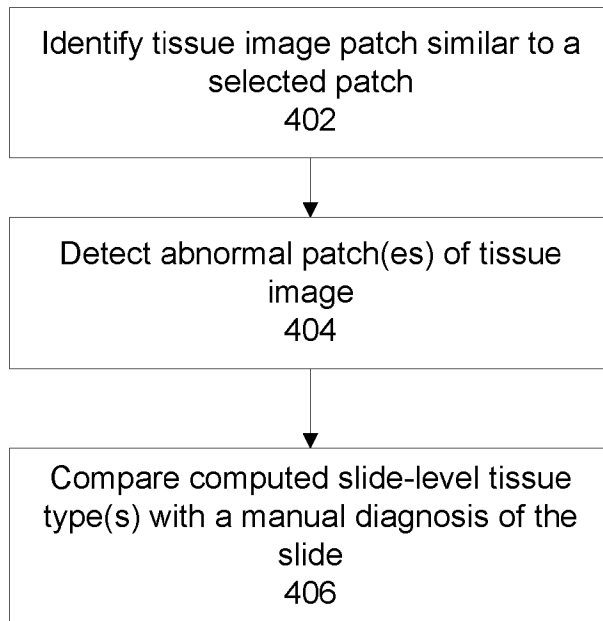 Identify tissue image patch similar to a
selected patch
402
Detect abnormal patch(es) of tissue
image
404
Compare computed slide-level tissue
type(s) with a manual diagnosis of the
slide
406